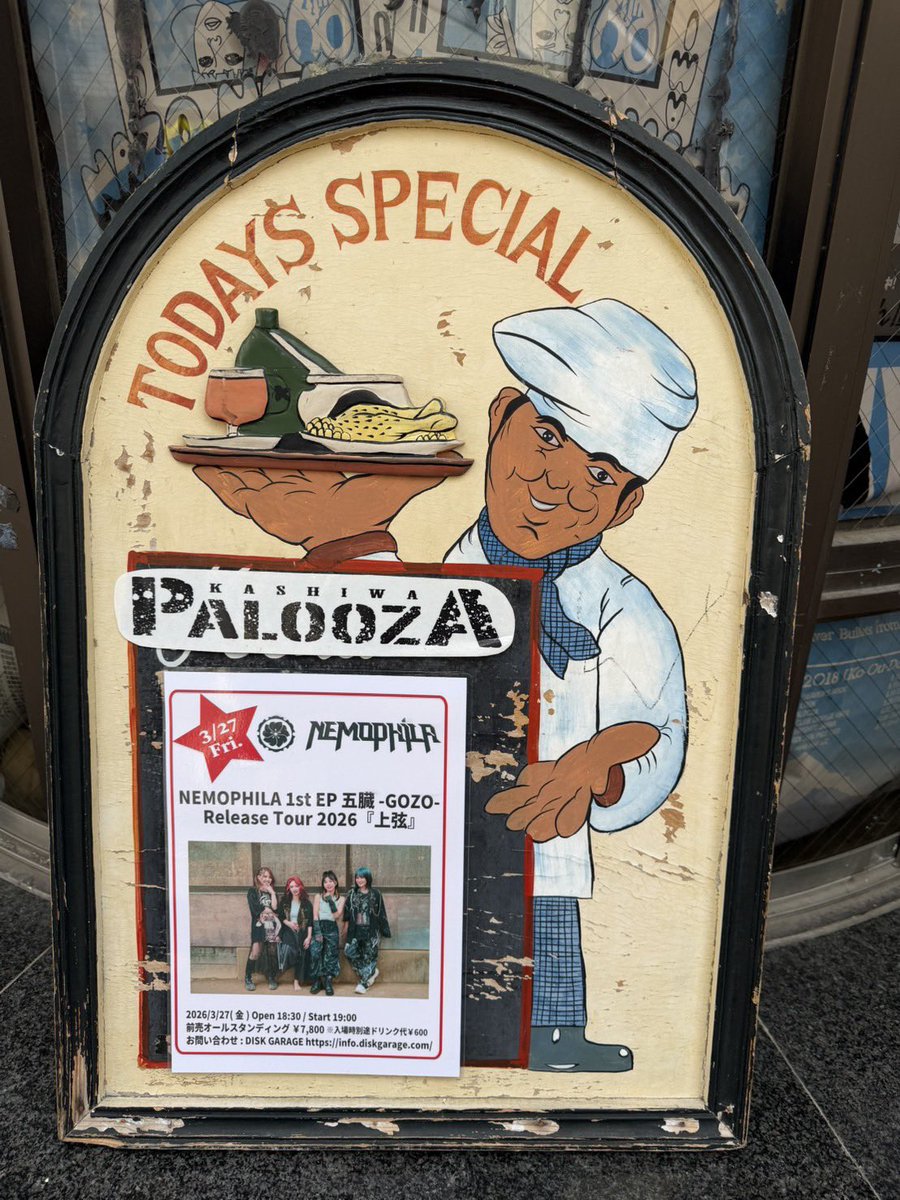 TODAYS SPECIAL
KASHIWA
PALOOZA
3/27
Fri.
NEMOPHILA
NEMOPHILA 1st EP 五臓 -GOZO-
Release Tour 2026『上弦』
2026/3/27(金) Open 18:30 / Start 19:00
前売オールスタンディング ¥7,800 ※入場時別途ドリンク代¥600
お問い合わせ : DISK GARAGE https://info.diskgarage.com/
2018